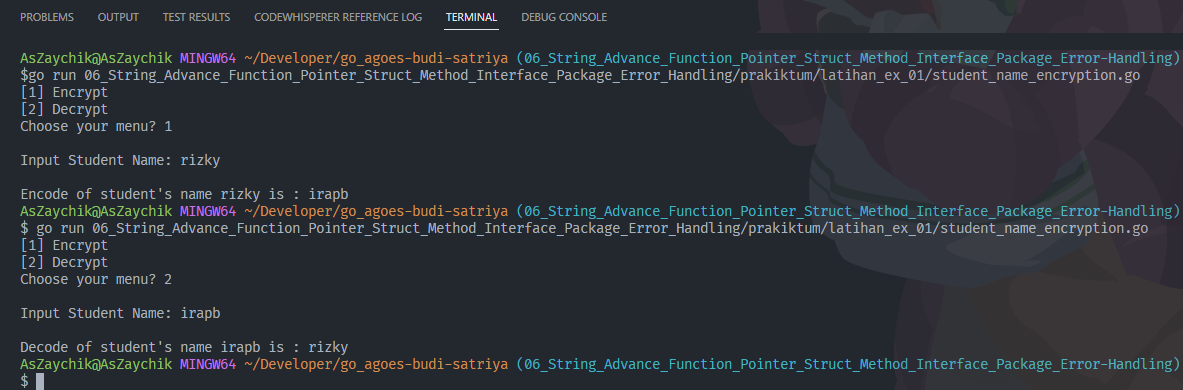 PROBLEMS OUTPUT TEST RESULTS CODEWHISPERER REFERENCE LOG TERMINAL DEBUG CONSOLE
AsZaychik@AsZaychik MINGW64 ~/Developer/go_agoes-budi-satriya (06_String_Advance_Function_Pointer_Struct_Method_Interface_Package_Error-Handling)
$go run 06_String_Advance_Function_Pointer_Struct_Method_Interface_Package_Error_Handling/prakiktum/latihan_ex_01/student_name_encryption.go
[1] Encrypt
[2] Decrypt
Choose your menu? 1
Input Student Name: rizky
Encode of student's name rizky is : irapb
AsZaychik@AsZaychik MINGW64 ~/Developer/go_agoes-budi-satriya (06_String_Advance_Function_Pointer_Struct_Method_Interface_Package_Error-Handling)
$ go run 06_String_Advance_Function_Pointer_Struct_Method_Interface_Package_Error_Handling/prakiktum/latihan_ex_01/student_name_encryption.go
[1] Encrypt
[2] Decrypt
Choose your menu? 2
Input Student Name: irapb
Decode of student's name irapb is : rizky
AsZaychik@AsZaychik MINGW64 ~/Developer/go_agoes-budi-satriya (06_String_Advance_Function_Pointer_Struct_Method_Interface_Package_Error-Handling)
$